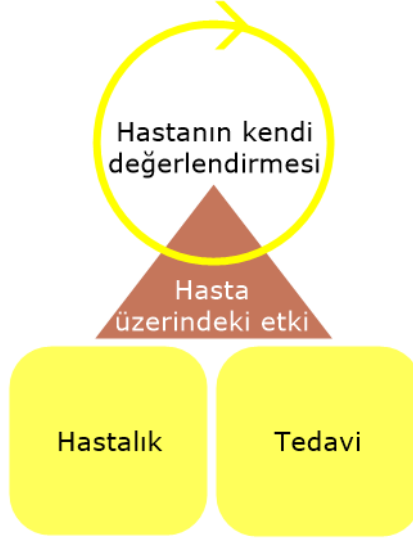 Hastanın kendi
değerlendirmesi
Hasta
üzerindeki etki
Hastalık
Tedavi